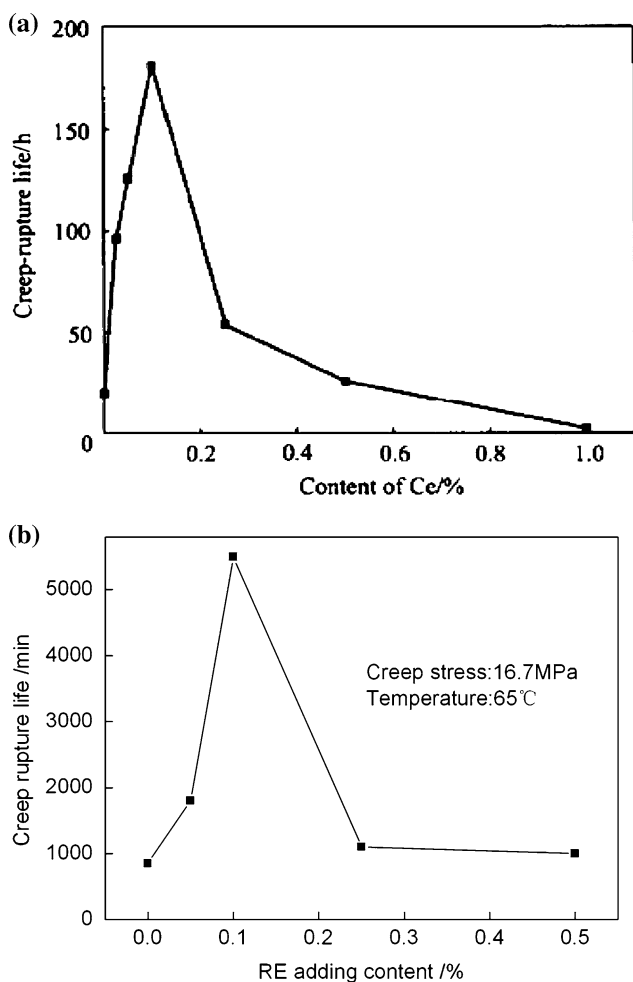 (a)
200
150
100
50
0
Creep-rupture life/h
0.2 0.4 0.6 0.8 1.0
Content of Ce/%
(b)
5000
4000
3000
2000
1000
0
Creep rupture life /min
Creep stress:16.7MPa
Temperature:65℃
0.0 0.1 0.2 0.3 0.4 0.5
RE adding content /%